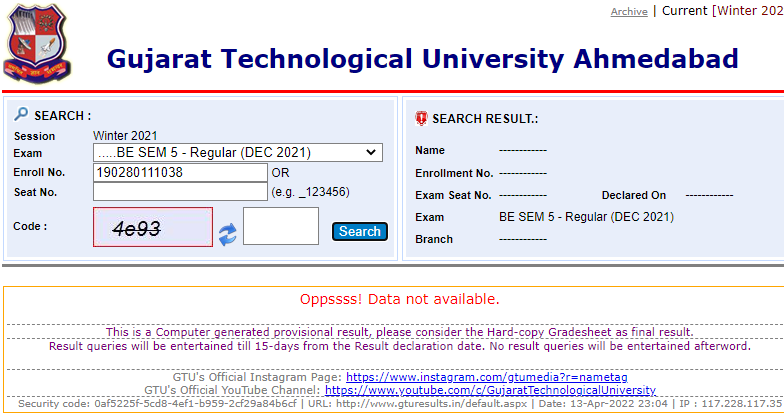 Archive | Current [Winter 202
Gujarat Technological University Ahmedabad
SEARCH :
Session Winter 2021
Exam .....BE SEM 5 - Regular (DEC 2021)
Enroll No. 190280111038 OR
Seat No. (e.g. _123456)
Code : 4e93 Search
SEARCH RESULT.:
Name ------------
Enrollment No. ------------
Exam Seat No. ------------ Declared On ------------
Exam BE SEM 5 - Regular (DEC 2021)
Branch ------------
Oppssss! Data not available.
This is a Computer generated provisional result, please consider the Hard-copy Gradesheet as final result.
Result queries will be entertained till 15-days from the Result declaration date. No result queries will be entertained afterword.
GTU's Official Instagram Page: https://www.instagram.com/gtumedia?r=nametag
GTU's Official YouTube Channel: https://www.youtube.com/c/GujaratTechnologicalUniversity
Security code: 0af5225f-5cd8-4ef1-b959-2cf29a84b6cf | URL: http://www.gturesults.in/default.aspx | Date: 13-Apr-2022 23:04 | IP : 117.228.117.35